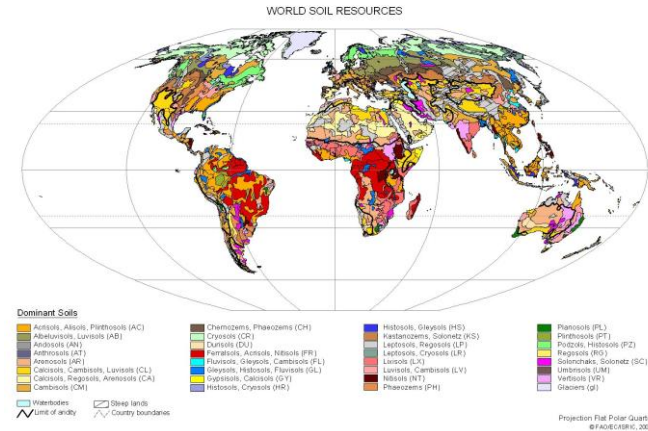 WORLD SOIL RESOURCES
Dominant Soils
Acrisols, Alisols, Plinthosols (AC)
Albeluvisols, Luvisols (AB)
Andosols (AN)
Anthrosols (AT)
Arenosols (AR)
Calcisols, Cambisols, Luvisols (CL)
Calcisols, Regosols, Arenosols (CA)
Cambisols (CM)
Chernozems, Phaeozems (CH)
Cryosols (CR)
Durisols (DU)
Ferralsols, Acrisols, Nitisols (FR)
Fluvisols, Gleysols, Cambisols (FL)
Gleysols, Histosols, Fluvisols (GL)
Gypsisols, Calcisols (GY)
Histosols, Cryosols (HR)
Histosols, Gleysols (HS)
Kastanozems, Solonetz (KS)
Leptosols, Regosols (LP)
Leptosols, Cryosols (LR)
Lixisols (LX)
Luvisols, Cambisols (LV)
Nitisols (NT)
Phaeozems (PH)
Planosols (PL)
Plinthosols (PT)
Podzols, Histosols (PZ)
Regosols (RG)
Solonchaks, Solonetz (SC)
Umbrisols (UM)
Vertisols (VR)
Glaciers (gl)
Waterbodies
Limit of aridity
Steep lands
Country boundaries
Projection Flat Polar Quarti
© FAO/EC/ISRIC,